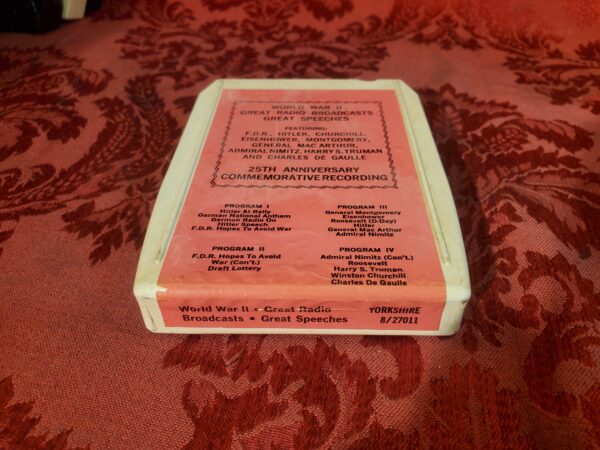 WORLD WAR II
GREAT RADIO BROADCASTS
GREAT SPEECHES
FEATURING:
F.D.R., HITLER, CHURCHILL,
EISENHOWER, MONTGOMERY,
GENERAL MAC ARTHUR,
ADMIRAL NIMITZ, HARRY S. TRUMAN
AND CHARLES DE GAULLE
25TH ANNIVERSARY
COMMEMORATIVE RECORDING
PROGRAM I
Hitler At Rally
German National Anthem
German Radio On
Hitler Speech
F.D.R. Hopes To Avoid War
PROGRAM II
F.D.R. Hopes To Avoid
War (Con't.)
Draft Lottery
PROGRAM III
General Montgomery
Eisenhower
Roosevelt (D-Day)
Hitler
General Mac Arthur
Admiral Nimitz
PROGRAM IV
Admiral Nimitz (Con't.)
Roosevelt
Harry S. Truman
Winston Churchill
Charles De Gaulle
World War II • Great Radio
Broadcasts • Great Speeches
YORKSHIRE
8/27011